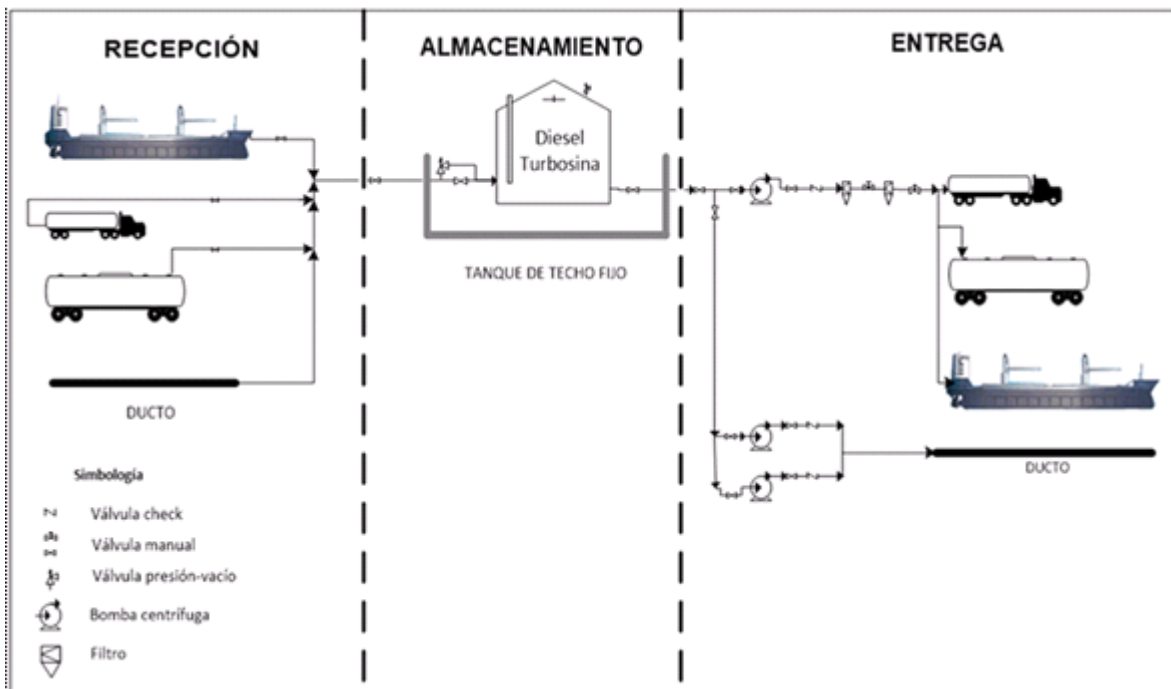 RECEPCIÓN
ALMACENAMIENTO
ENTREGA
Diesel
Turbosina
TANQUE DE TECHO FIJO
DUCTO
DUCTO
Simbología
Válvula check
Válvula manual
Válvula presión-vacío
Bomba centrífuga
Filtro